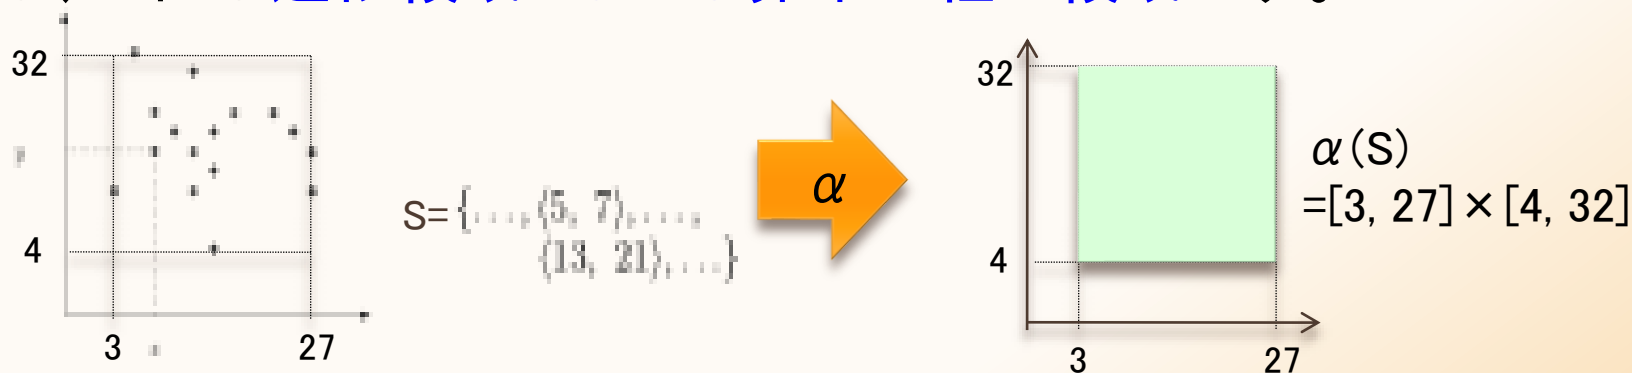 32
4
3
27
S={...,(5, 7),...,
(13, 21),...}
α
32
4
3
27
α(S)
=[3, 27]×[4, 32]